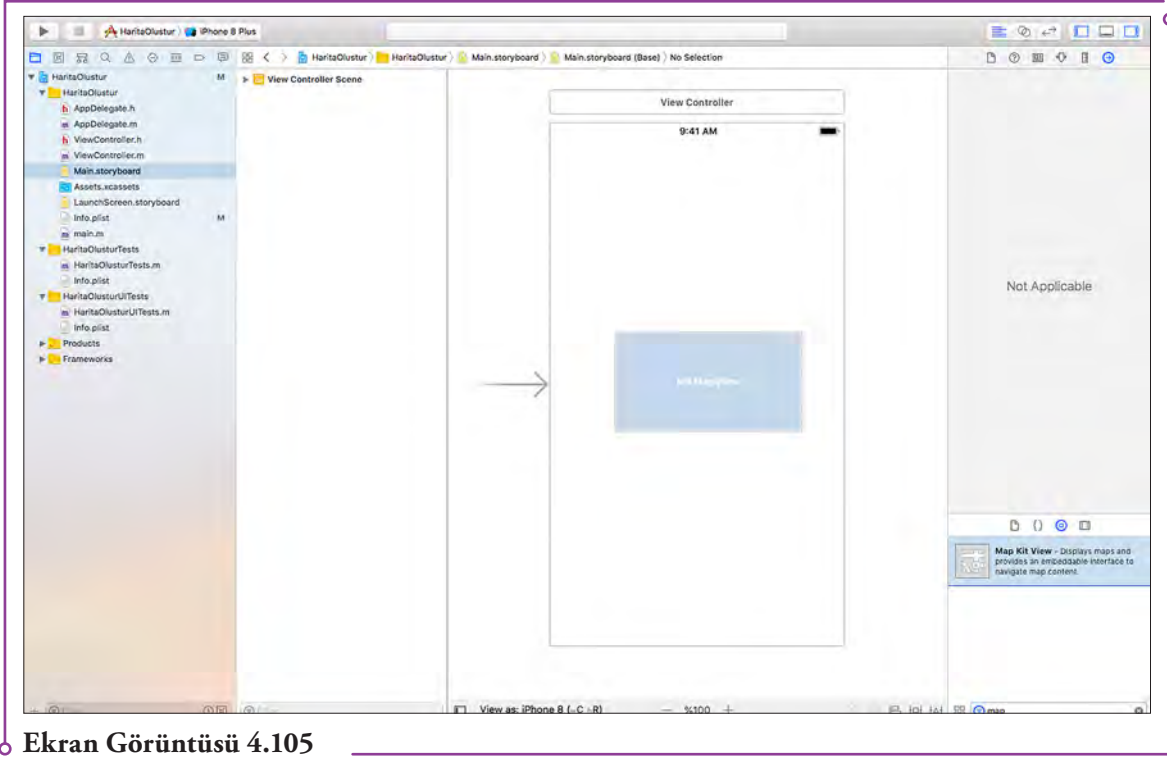 HaritaOlustur
iPhone 8 Plus
HaritaOlustur
HaritaOlustur
Main.storyboard
Main.storyboard (Base)
No Selection
HaritaOlustur M
HaritaOlustur
h AppDelegate.h
m AppDelegate.m
h ViewController.h
m ViewController.m
Main.storyboard
Assets.xcassets
LaunchScreen.storyboard
Info.plist M
m main.m
HaritaOlusturTests
m HaritaOlusturTests.m
Info.plist
HaritaOlusturUITests
m HaritaOlusturUITests.m
Info.plist
Products
Frameworks
View Controller Scene
View Controller
9:41 AM
Not Applicable
Map Kit View - Displays maps and
provides an embeddable interface to
navigate map content.
View as: iPhone 8
%100
map
Ekran Görüntüsü 4.105